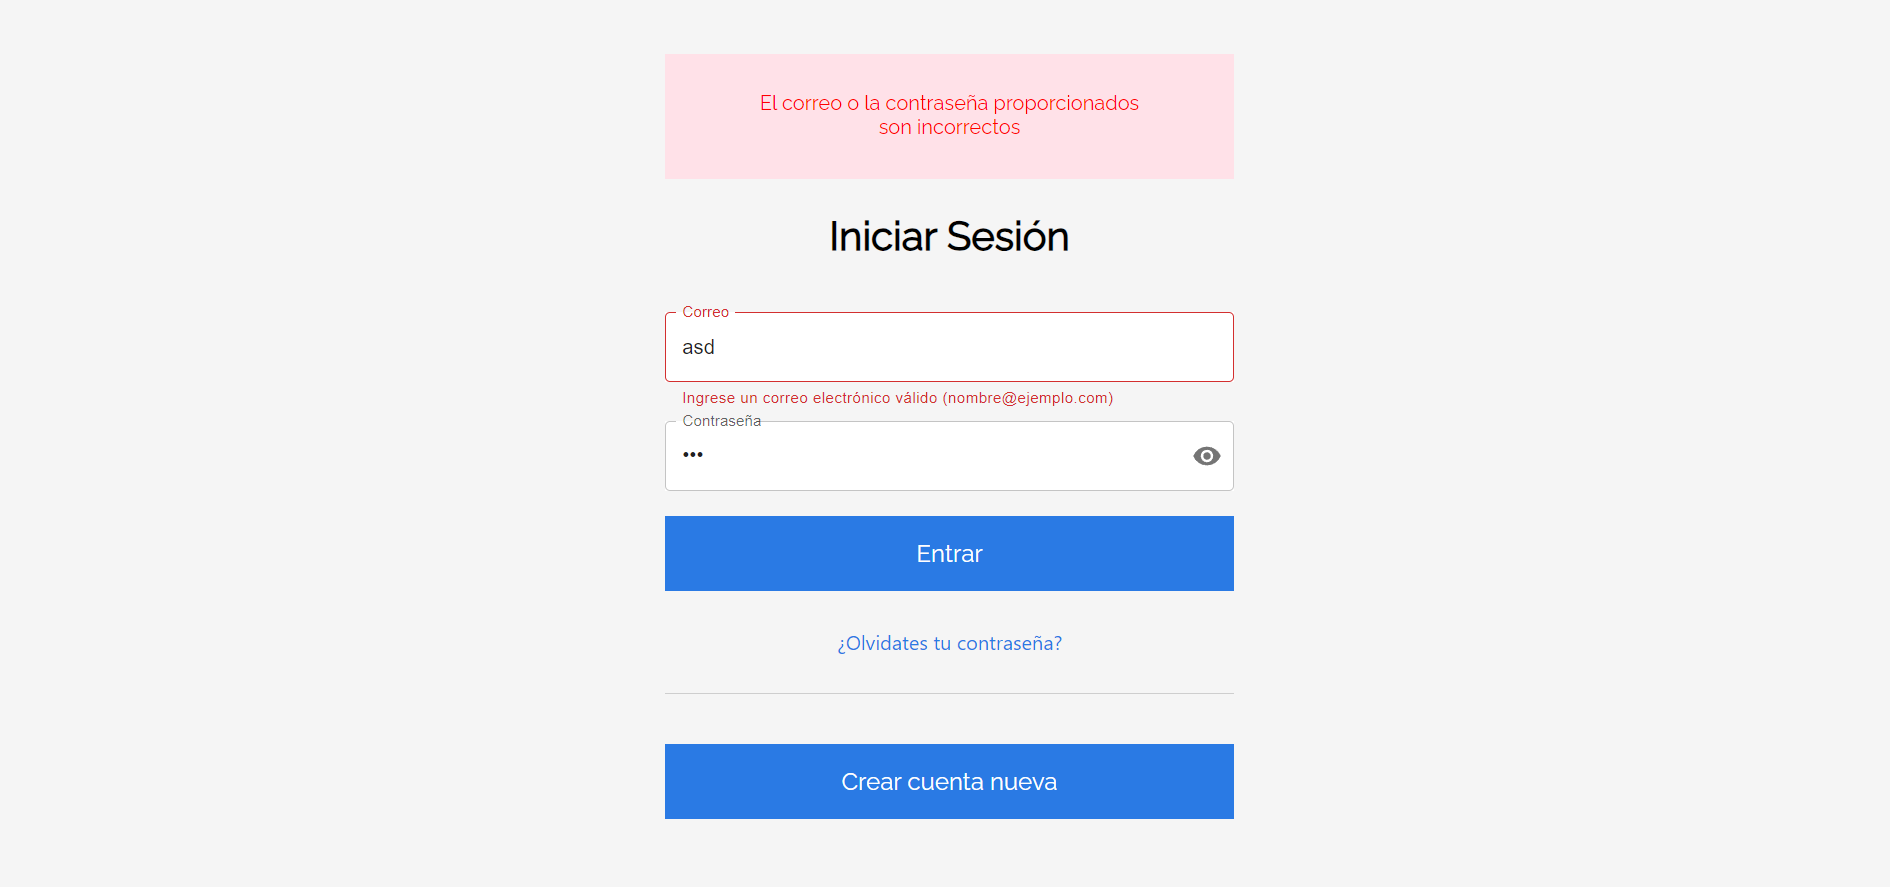 El correo o la contraseña proporcionados
son incorrectos
Iniciar Sesión
Correo
asd
Ingrese un correo electrónico válido (nombre@ejemplo.com)
Contraseña
•••
Entrar
¿Olvidates tu contraseña?
Crear cuenta nueva